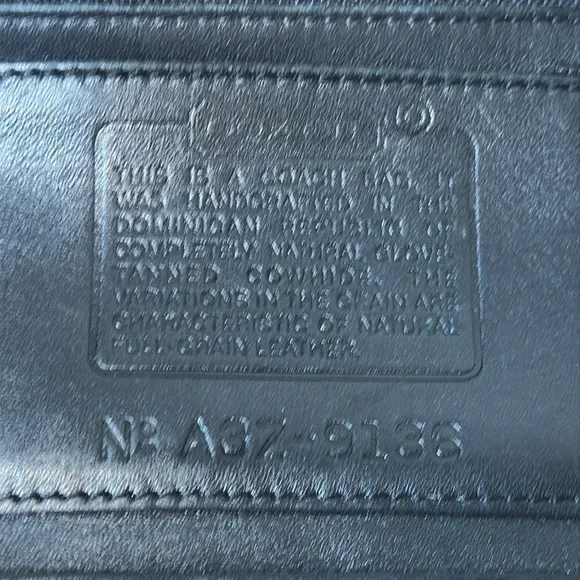 COACH ©
THIS IS A COACH BAG. IT
WAS HANDCRAFTED IN THE
DOMINICAN REPUBLIC OF
COMPLETELY NATURAL GLOVE-
TANNED COWHIDE. THE
VARIATIONS IN THE GRAIN ARE
CHARACTERISTIC OF NATURAL
FULL-GRAIN LEATHER.
Nº A3Z-9136